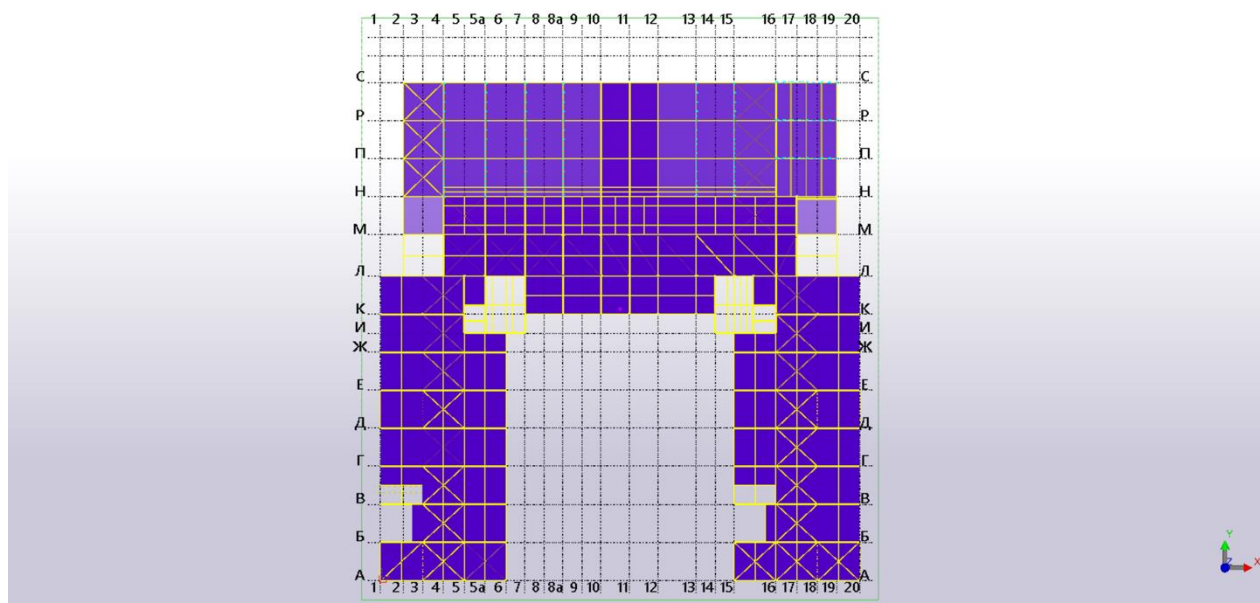 1 2 3 4 5 5а 6 7 8 8а 9 10 11 12 13 14 15 16 17 18 19 20
С С
Р Р
П П
Н Н
М М
Л Л
К К
И И
Ж Ж
Е Е
Д Д
Г Г
В В
Б Б
А А
1 2 3 4 5 5а 6 7 8 8а 9 10 11 12 13 14 15 16 17 18 19 20
Y
X